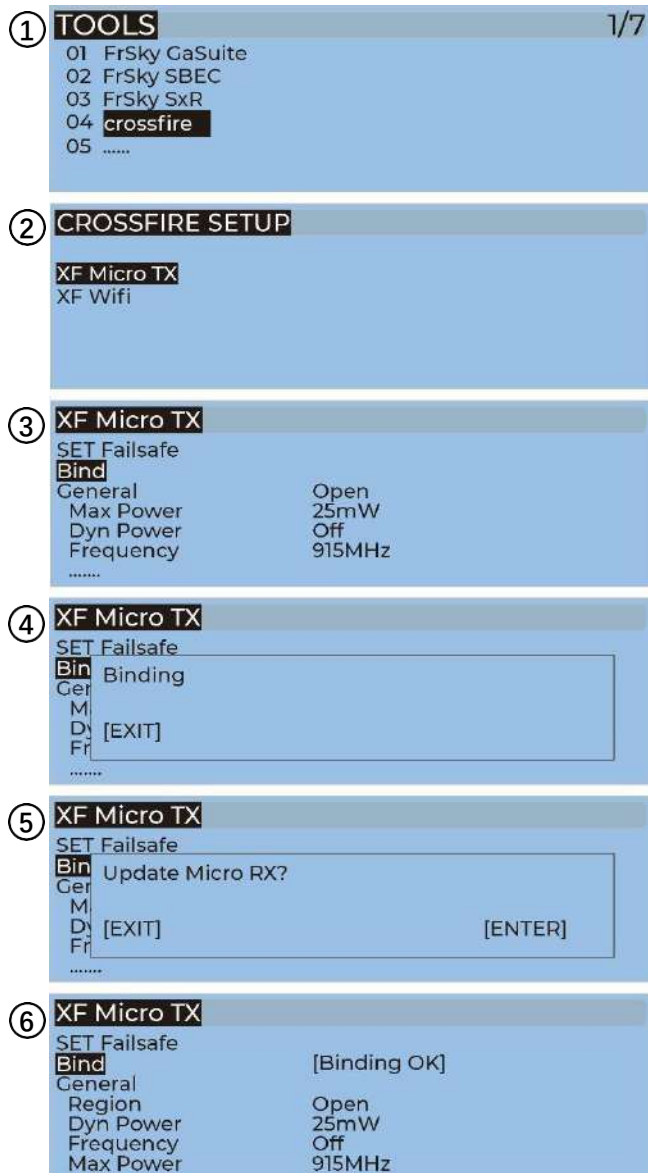 ① TOOLS 1/7
01 FrSky GaSuite
02 FrSky SBEC
03 FrSky SxR
04 crossfire
05 ......
② CROSSFIRE SETUP
XF Micro TX
XF Wifi
③ XF Micro TX
SET Failsafe
Bind
General Open
Max Power 25mW
Dyn Power Off
Frequency 915MHz
.......
④ XF Micro TX
SET Failsafe
Bin
Binding
Ger
M
Dy [EXIT]
Fr
.......
⑤ XF Micro TX
SET Failsafe
Bin
Update Micro RX?
Ger
M
Dy [EXIT] [ENTER]
Fr
.......
⑥ XF Micro TX
SET Failsafe
Bind [Binding OK]
General
Region Open
Dyn Power 25mW
Frequency Off
Max Power 915MHz